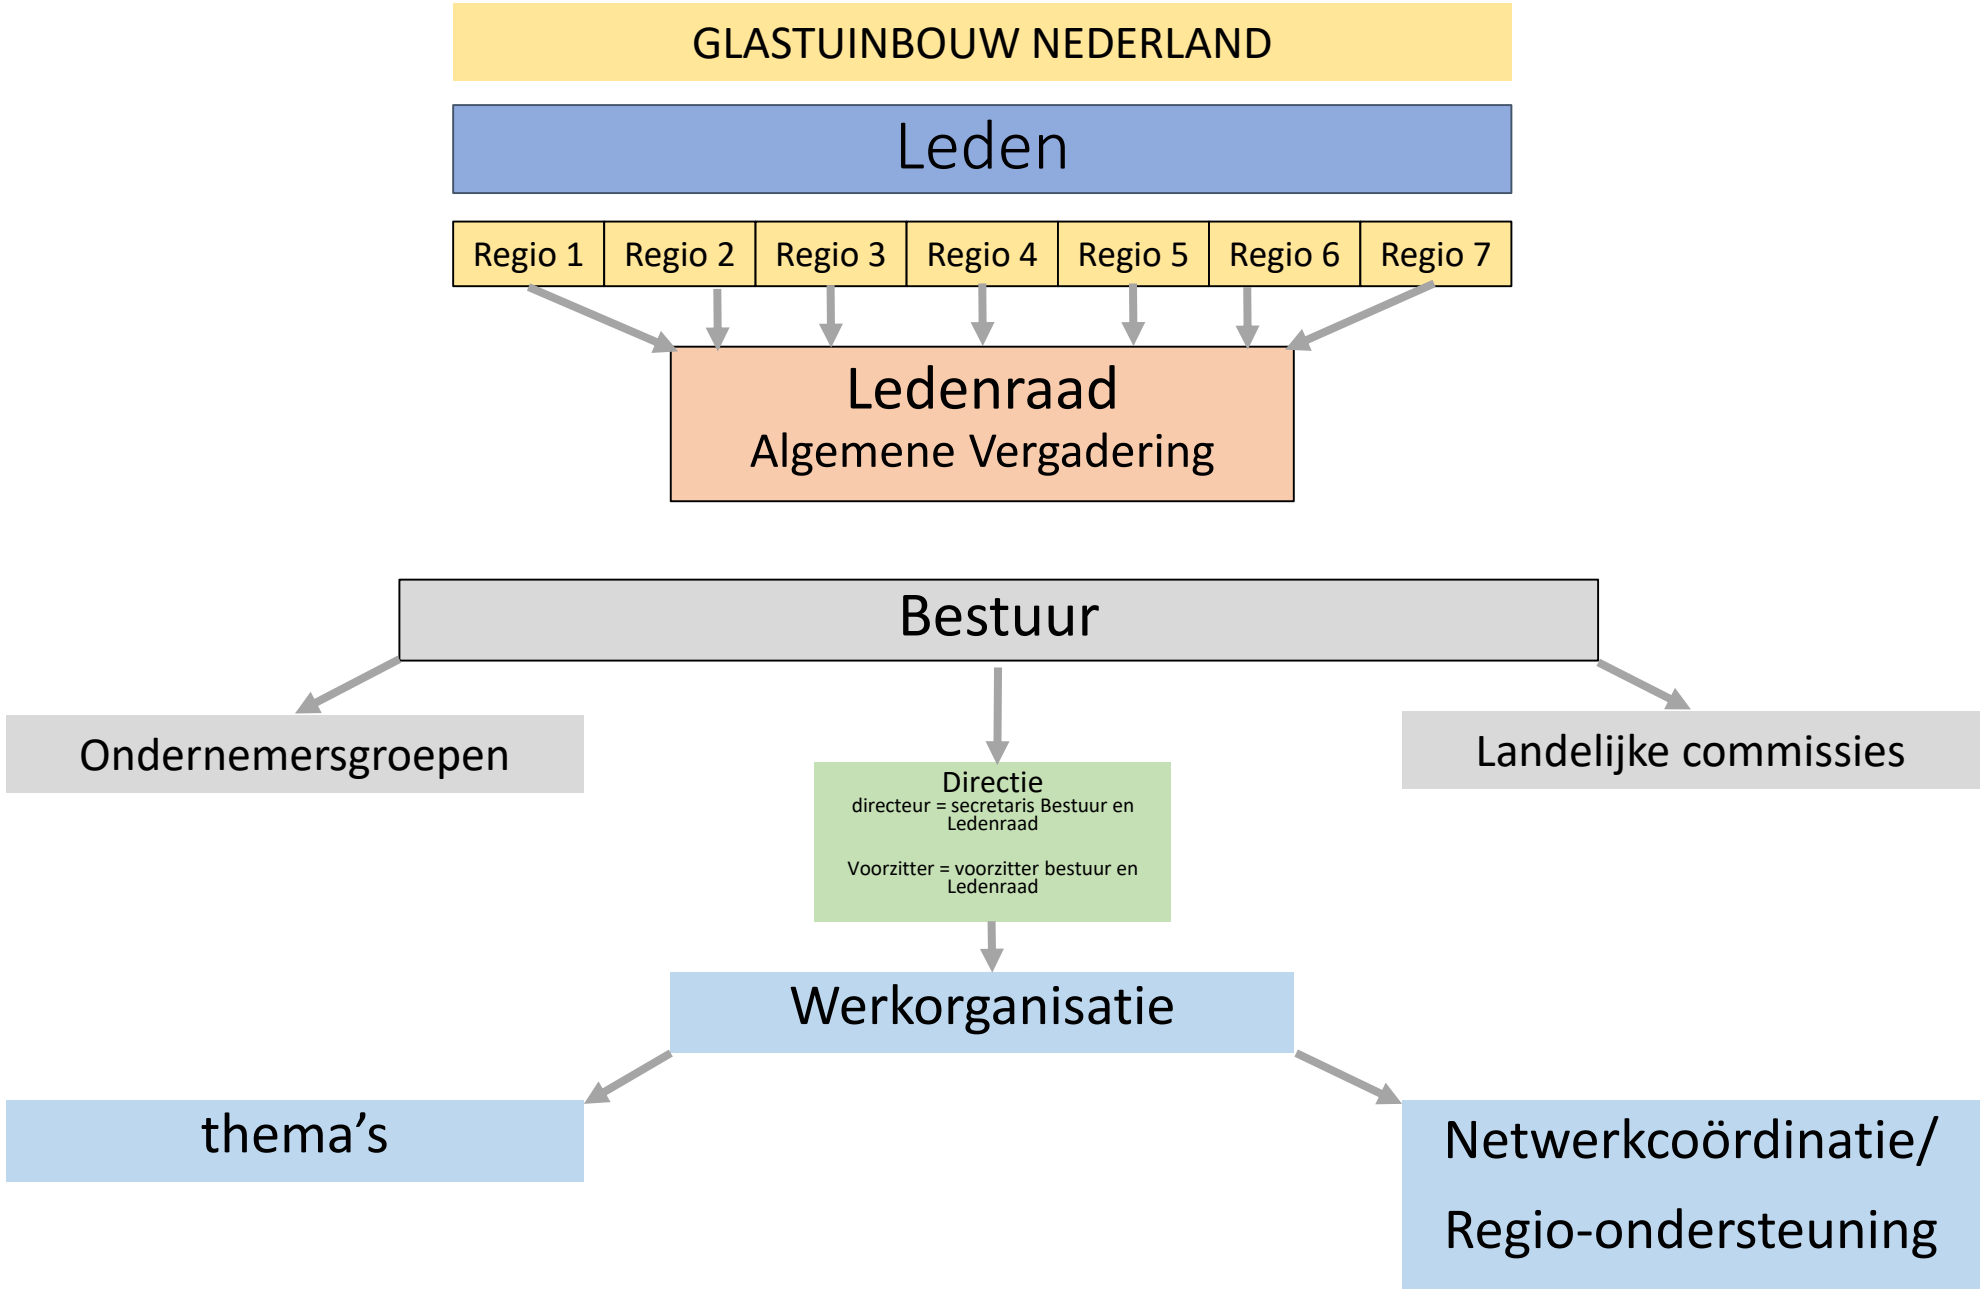 GLASTUINBOUW NEDERLAND
Leden
Regio 1
Regio 2
Regio 3
Regio 4
Regio 5
Regio 6
Regio 7
Ledenraad
Algemene Vergadering
Bestuur
Ondernemersgroepen
Landelijke commissies
Directie
directeur = secretaris Bestuur en
Ledenraad
Voorzitter = voorzitter bestuur en
Ledenraad
Werkorganisatie
thema’s
Netwerkcoördinatie/
Regio-ondersteuning